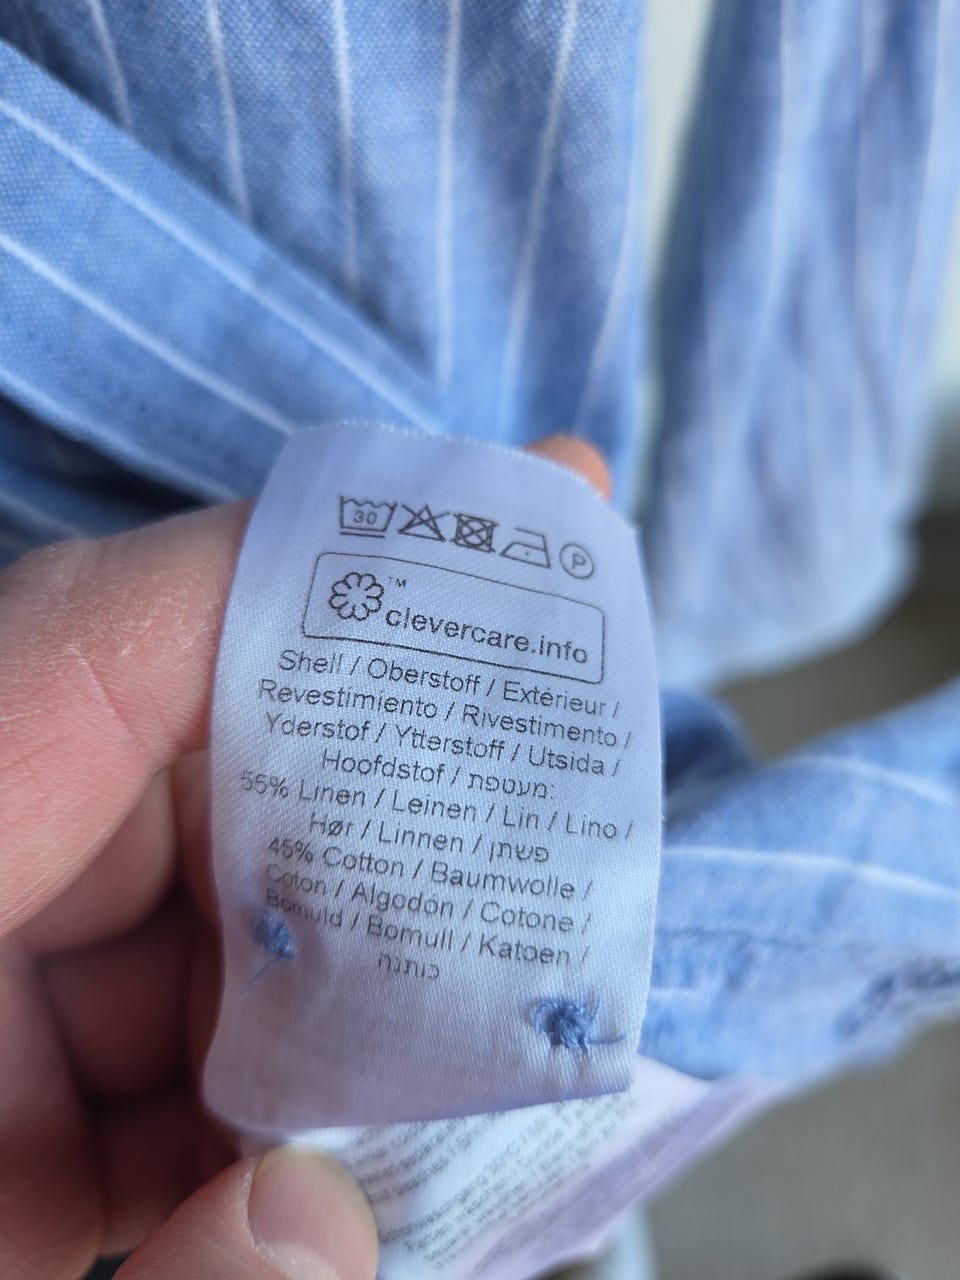 30
P
™
clevercare.info
Shell / Oberstoff / Extérieur /
Revestimiento / Rivestimento /
Yderstof / Ytterstoff / Utsida /
Hoofdstof / מעטפת:
55% Linen / Leinen / Lin / Lino /
Hør / Linnen / פשתן
45% Cotton / Baumwolle /
Coton / Algodón / Cotone /
Bomuld / Bomull / Katoen /
כותנה